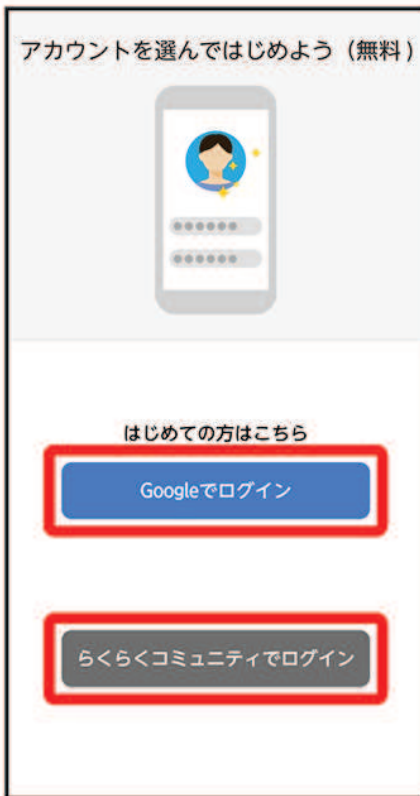 アカウントを選んではじめよう（無料）
はじめての方はこちら
Googleでログイン
らくらくコミュニティでログイン